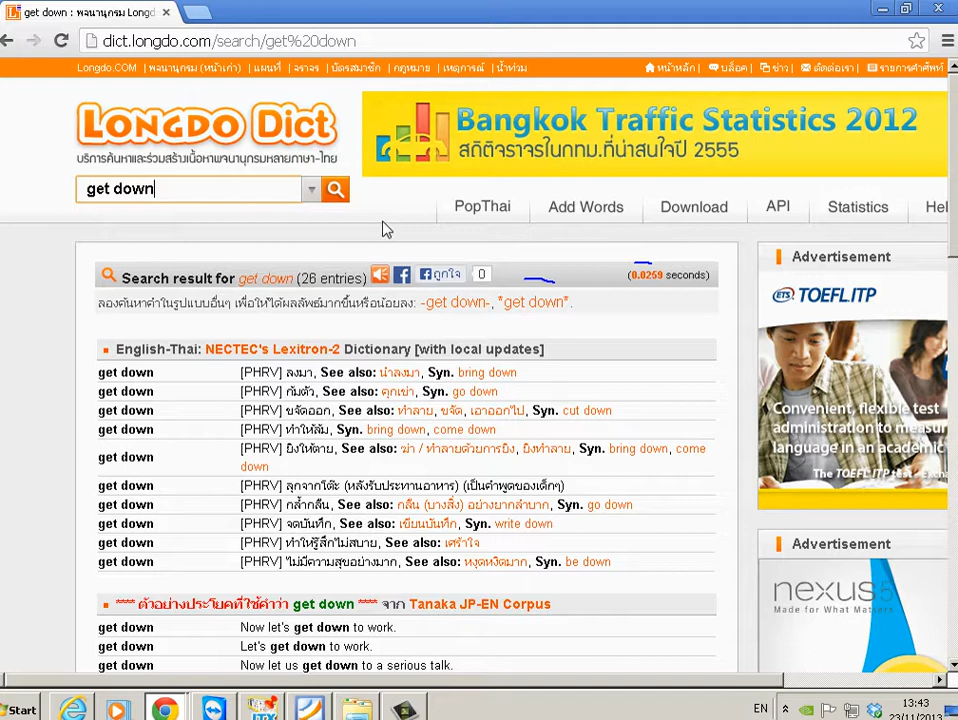 get down : พจนานุกรม Longd
dict.longdo.com/search/get%20down
Longdo.COM | พจนานุกรม (หน้าเก่า) | แผนที่ | จราจร | บัตรสมาชิก | กฎหมาย | เหตุการณ์ | น้ำท่วม
หน้าหลัก | บล็อค | ข่าว | ติดต่อเรา | รายการคำศัพท์
LONGDO Dict
บริการค้นหาและร่วมสร้างเนื้อหาพจนานุกรมหลายภาษา-ไทย
Bangkok Traffic Statistics 2012
สถิติจราจรในกทม.ที่น่าสนใจปี 2555
get down
PopThai Add Words Download API Statistics Hel
Search result for get down (26 entries) ถูกใจ 0 (0.0259 seconds)
ลองค้นหาคำในรูปแบบอื่นๆ เพื่อให้ได้ผลลัพธ์มากขึ้นหรือน้อยลง: -get down-, *get down*.
English-Thai: NECTEC's Lexitron-2 Dictionary [with local updates]
get down [PHRV] ลงมา, See also: นำลงมา, Syn. bring down
get down [PHRV] ก้มตัว, See also: คุกเข่า, Syn. go down
get down [PHRV] ขจัดออก, See also: ทำลาย, ขจัด, เอาออกไป, Syn. cut down
get down [PHRV] ทำให้ล้ม, Syn. bring down, come down
get down [PHRV] ยิงให้ตาย, See also: ฆ่า / ทำลายด้วยการยิง, ยิงทำลาย, Syn. bring down, come down
get down [PHRV] ลุกจากโต๊ะ (หลังรับประทานอาหาร) (เป็นคำพูดของเด็กๆ)
get down [PHRV] กล้ำกลืน, See also: กลืน (บางสิ่ง) อย่างยากลำบาก, Syn. go down
get down [PHRV] จดบันทึก, See also: เขียนบันทึก, Syn. write down
get down [PHRV] ทำให้รู้สึกไม่สบาย, See also: เศร้าใจ
get down [PHRV] ไม่มีความสุขอย่างมาก, See also: หงุดหงิดมาก, Syn. be down
**** ตัวอย่างประโยคที่ใช้คำว่า get down **** จาก Tanaka JP-EN Corpus
get down Now let's get down to work.
get down Let's get down to work.
get down Now let us get down to a serious talk.
Advertisement
ETS TOEFL ITP
Convenient, flexible test
administration to measur
language in an academic
The TOEFL ITP
Advertisement
nexus 5
Made for What Matters
Start
EN
13:43
23/11/2013